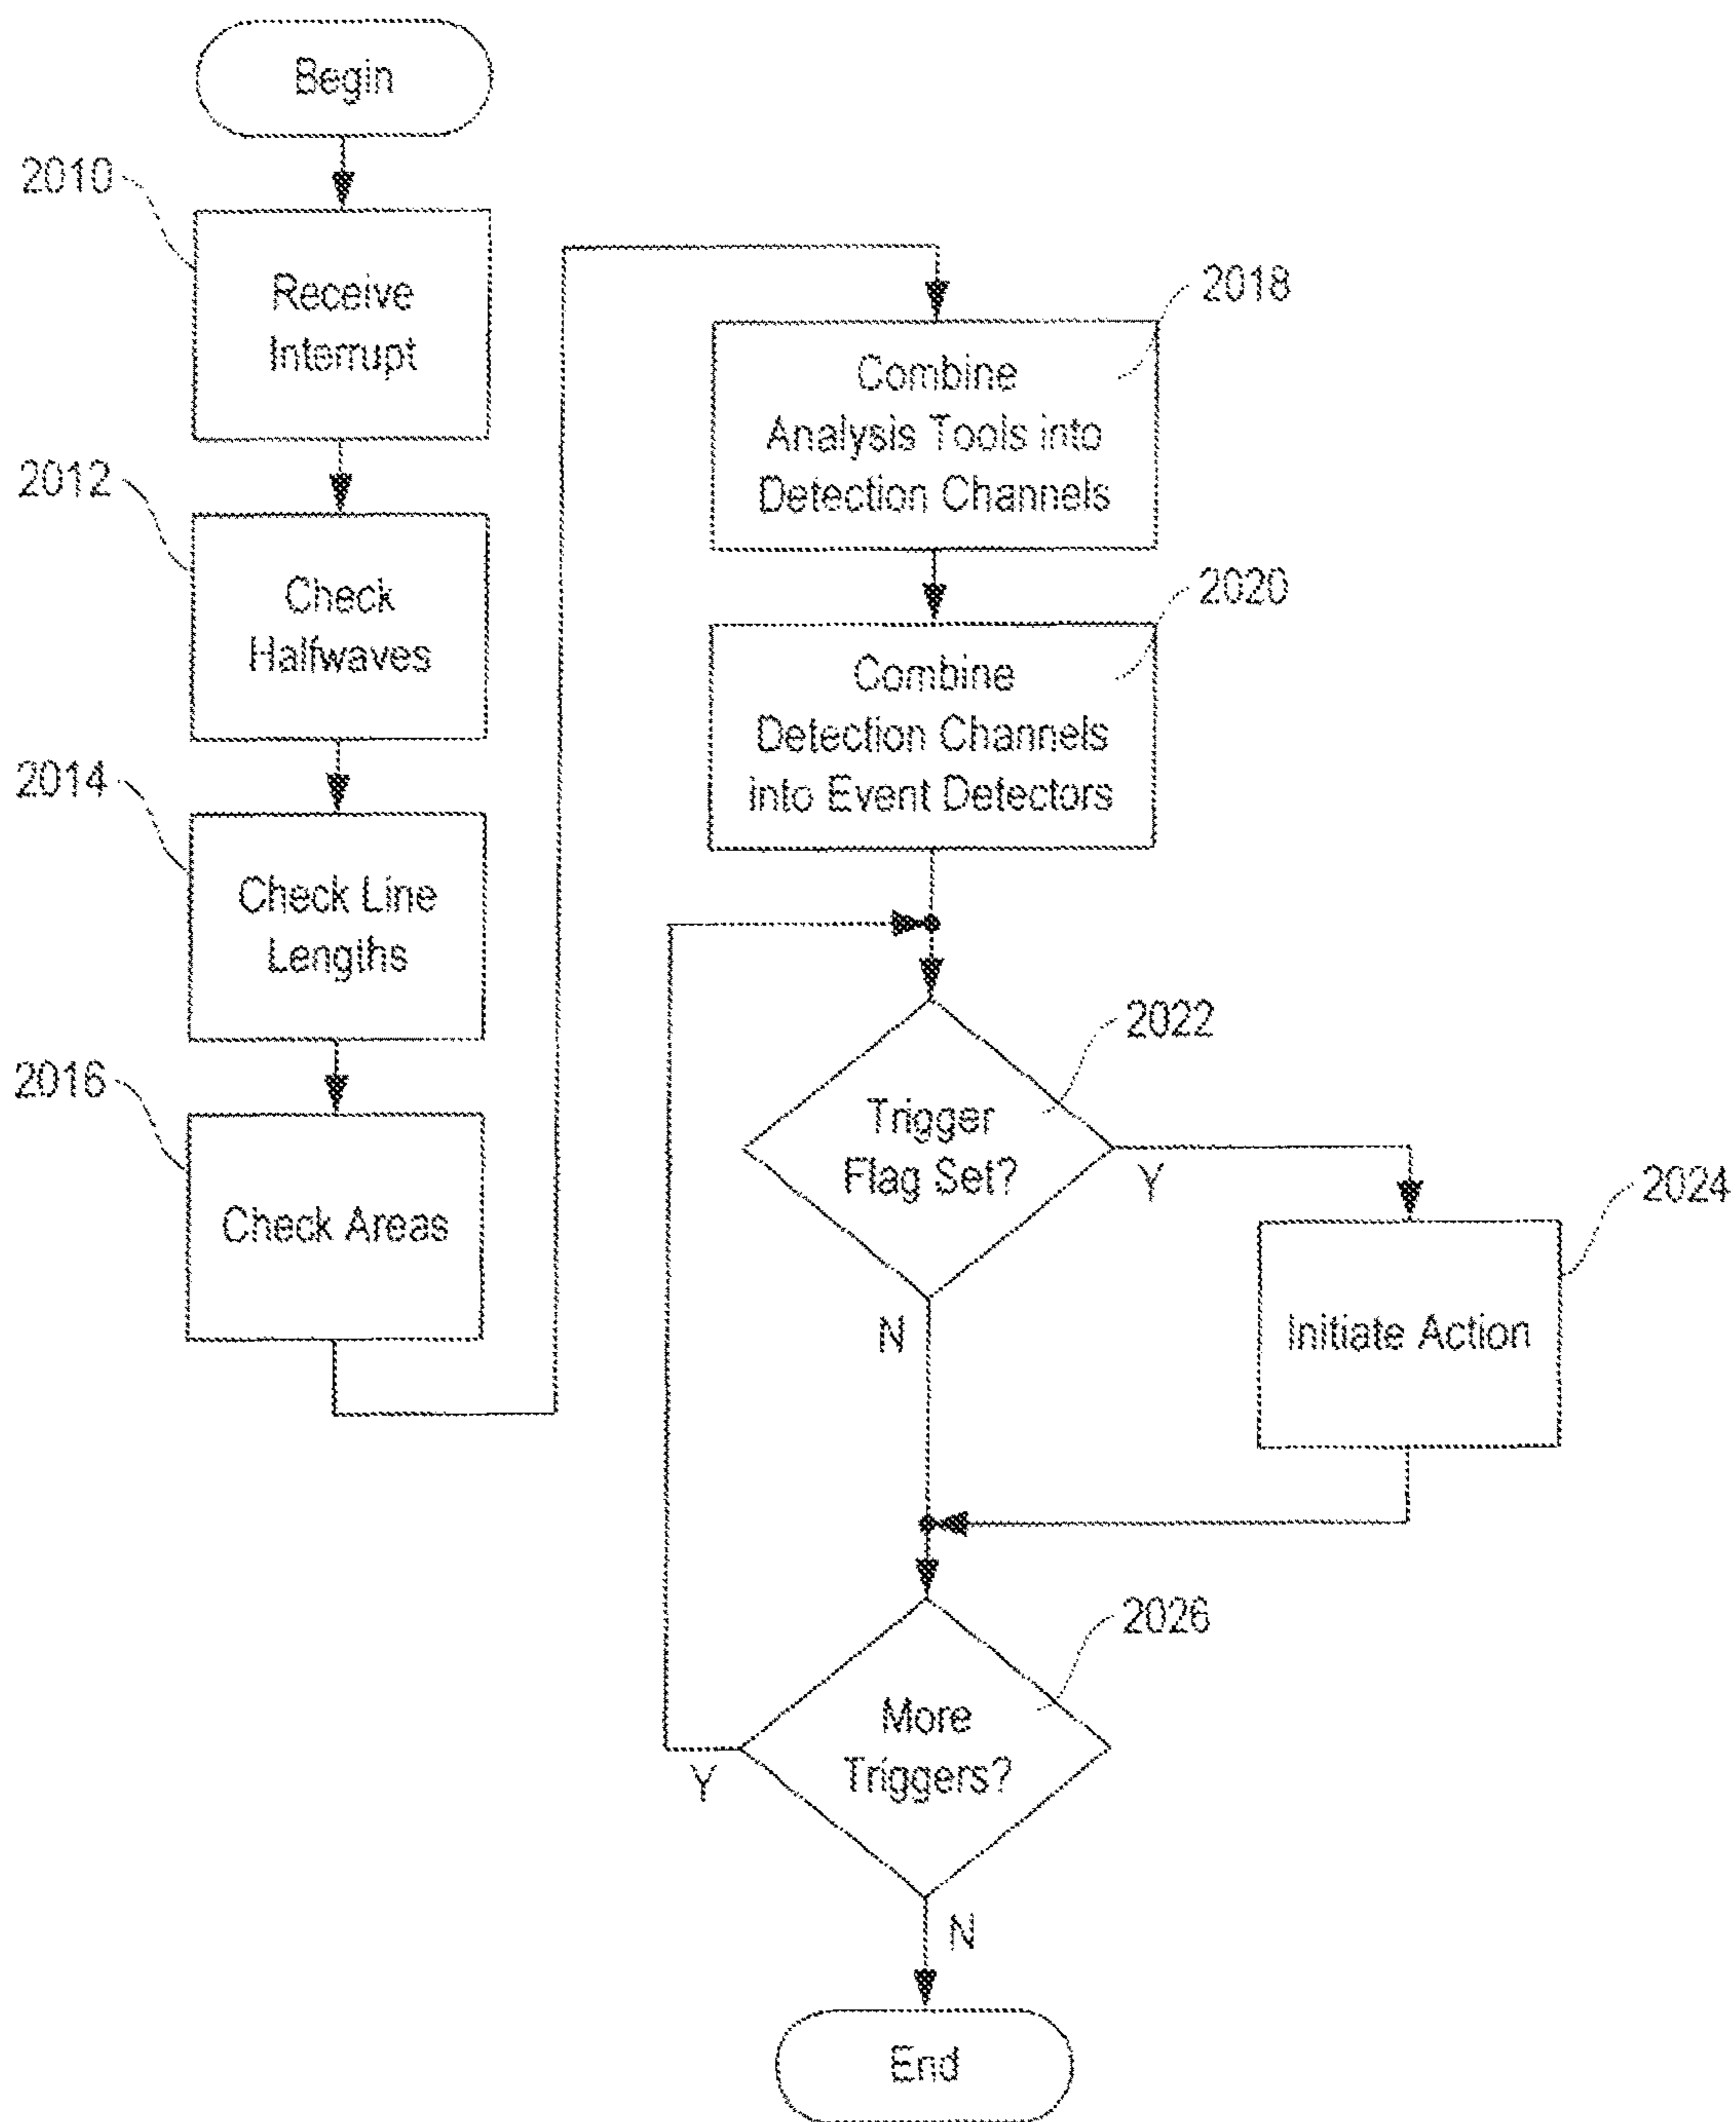 Begin
2010
Receive
Interrupt
2012
Check
Halfwaves
2014
Check Line
Lengths
2016
Check Areas
2018
Combine
Analysis Tools into
Detection Channels
2020
Combine
Detection Channels
into Event Detectors
2022
Trigger
Flag Set?
Y
N
2024
Initiate Action
2026
More
Triggers?
Y
N
End